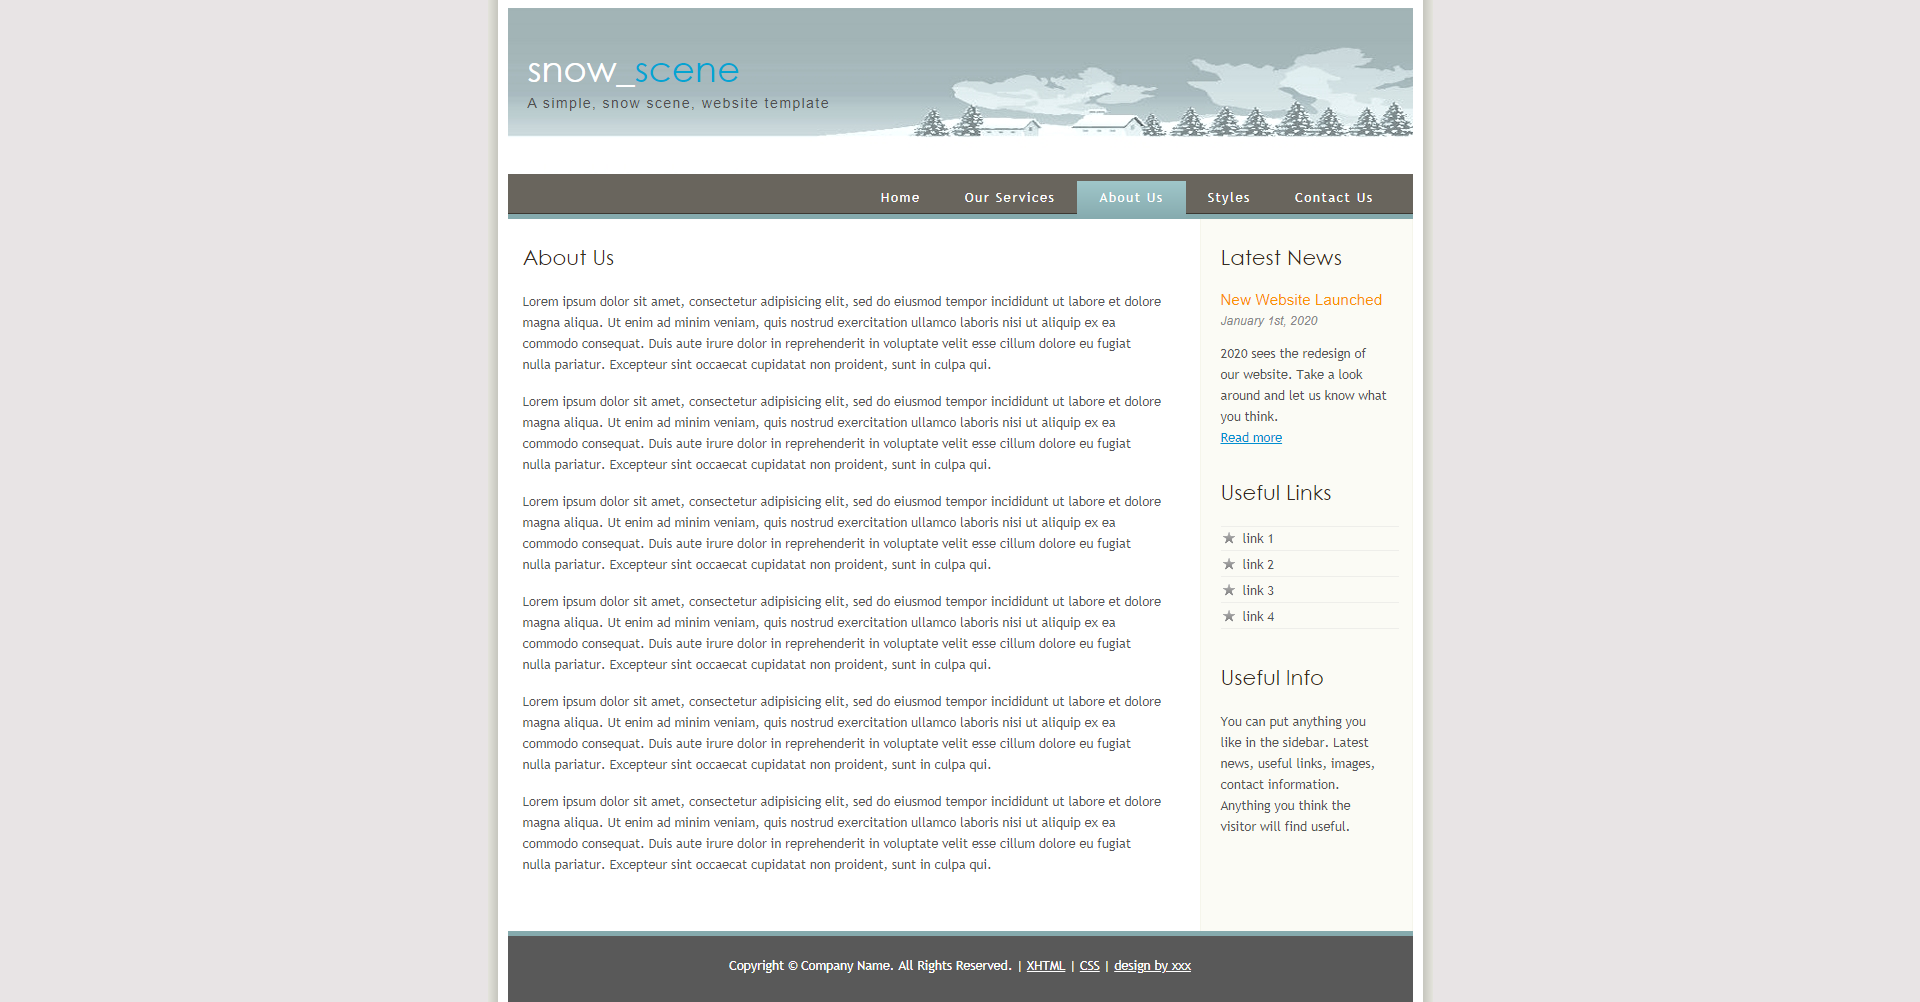 snow_scene
A simple, snow scene, website template
Home Our Services About Us Styles Contact Us
About Us
Lorem ipsum dolor sit amet, consectetur adipisicing elit, sed do eiusmod tempor incididunt ut labore et dolore
magna aliqua. Ut enim ad minim veniam, quis nostrud exercitation ullamco laboris nisi ut aliquip ex ea
commodo consequat. Duis aute irure dolor in reprehenderit in voluptate velit esse cillum dolore eu fugiat
nulla pariatur. Excepteur sint occaecat cupidatat non proident, sunt in culpa qui.
Lorem ipsum dolor sit amet, consectetur adipisicing elit, sed do eiusmod tempor incididunt ut labore et dolore
magna aliqua. Ut enim ad minim veniam, quis nostrud exercitation ullamco laboris nisi ut aliquip ex ea
commodo consequat. Duis aute irure dolor in reprehenderit in voluptate velit esse cillum dolore eu fugiat
nulla pariatur. Excepteur sint occaecat cupidatat non proident, sunt in culpa qui.
Lorem ipsum dolor sit amet, consectetur adipisicing elit, sed do eiusmod tempor incididunt ut labore et dolore
magna aliqua. Ut enim ad minim veniam, quis nostrud exercitation ullamco laboris nisi ut aliquip ex ea
commodo consequat. Duis aute irure dolor in reprehenderit in voluptate velit esse cillum dolore eu fugiat
nulla pariatur. Excepteur sint occaecat cupidatat non proident, sunt in culpa qui.
Lorem ipsum dolor sit amet, consectetur adipisicing elit, sed do eiusmod tempor incididunt ut labore et dolore
magna aliqua. Ut enim ad minim veniam, quis nostrud exercitation ullamco laboris nisi ut aliquip ex ea
commodo consequat. Duis aute irure dolor in reprehenderit in voluptate velit esse cillum dolore eu fugiat
nulla pariatur. Excepteur sint occaecat cupidatat non proident, sunt in culpa qui.
Lorem ipsum dolor sit amet, consectetur adipisicing elit, sed do eiusmod tempor incididunt ut labore et dolore
magna aliqua. Ut enim ad minim veniam, quis nostrud exercitation ullamco laboris nisi ut aliquip ex ea
commodo consequat. Duis aute irure dolor in reprehenderit in voluptate velit esse cillum dolore eu fugiat
nulla pariatur. Excepteur sint occaecat cupidatat non proident, sunt in culpa qui.
Lorem ipsum dolor sit amet, consectetur adipisicing elit, sed do eiusmod tempor incididunt ut labore et dolore
magna aliqua. Ut enim ad minim veniam, quis nostrud exercitation ullamco laboris nisi ut aliquip ex ea
commodo consequat. Duis aute irure dolor in reprehenderit in voluptate velit esse cillum dolore eu fugiat
nulla pariatur. Excepteur sint occaecat cupidatat non proident, sunt in culpa qui.
Latest News
New Website Launched
January 1st, 2020
2020 sees the redesign of
our website. Take a look
around and let us know what
you think.
Read more
Useful Links
link 1
link 2
link 3
link 4
Useful Info
You can put anything you
like in the sidebar. Latest
news, useful links, images,
contact information.
Anything you think the
visitor will find useful.
Copyright © Company Name. All Rights Reserved. | XHTML | CSS | design by xxx